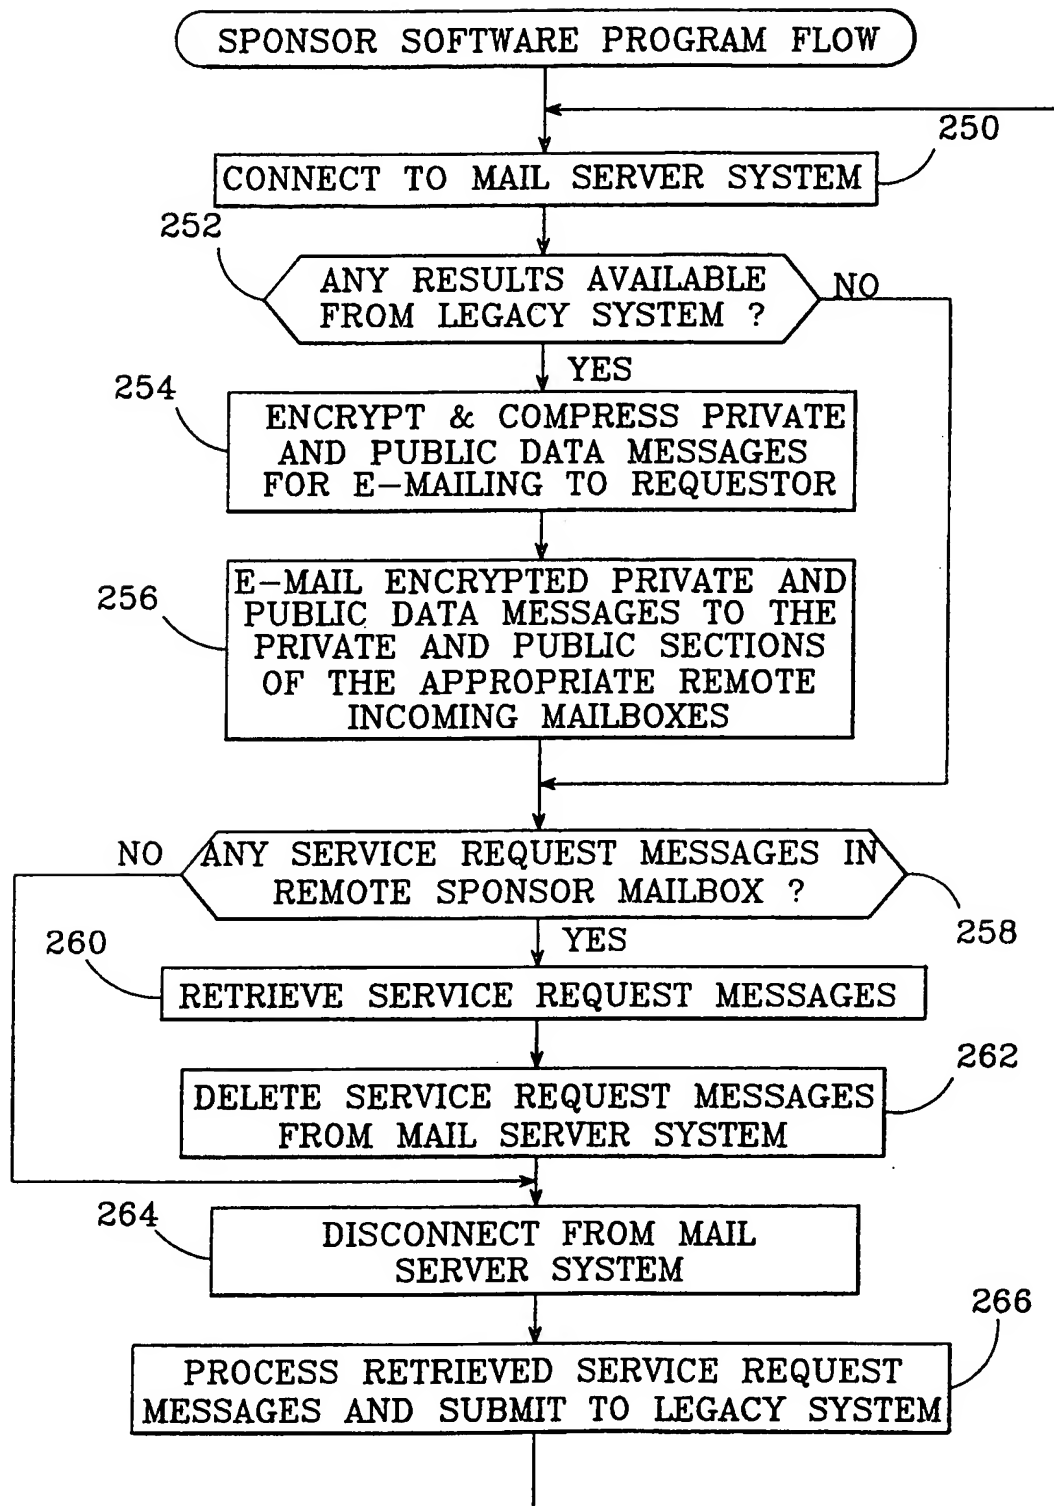 SPONSOR SOFTWARE PROGRAM FLOW
250
CONNECT TO MAIL SERVER SYSTEM
252
ANY RESULTS AVAILABLE
FROM LEGACY SYSTEM ?
NO
YES
254
ENCRYPT & COMPRESS PRIVATE
AND PUBLIC DATA MESSAGES
FOR E-MAILING TO REQUESTOR
256
E-MAIL ENCRYPTED PRIVATE AND
PUBLIC DATA MESSAGES TO THE
PRIVATE AND PUBLIC SECTIONS
OF THE APPROPRIATE REMOTE
INCOMING MAILBOXES
NO
ANY SERVICE REQUEST MESSAGES IN
REMOTE SPONSOR MAILBOX ?
258
YES
260
RETRIEVE SERVICE REQUEST MESSAGES
262
DELETE SERVICE REQUEST MESSAGES
FROM MAIL SERVER SYSTEM
264
DISCONNECT FROM MAIL
SERVER SYSTEM
266
PROCESS RETRIEVED SERVICE REQUEST
MESSAGES AND SUBMIT TO LEGACY SYSTEM